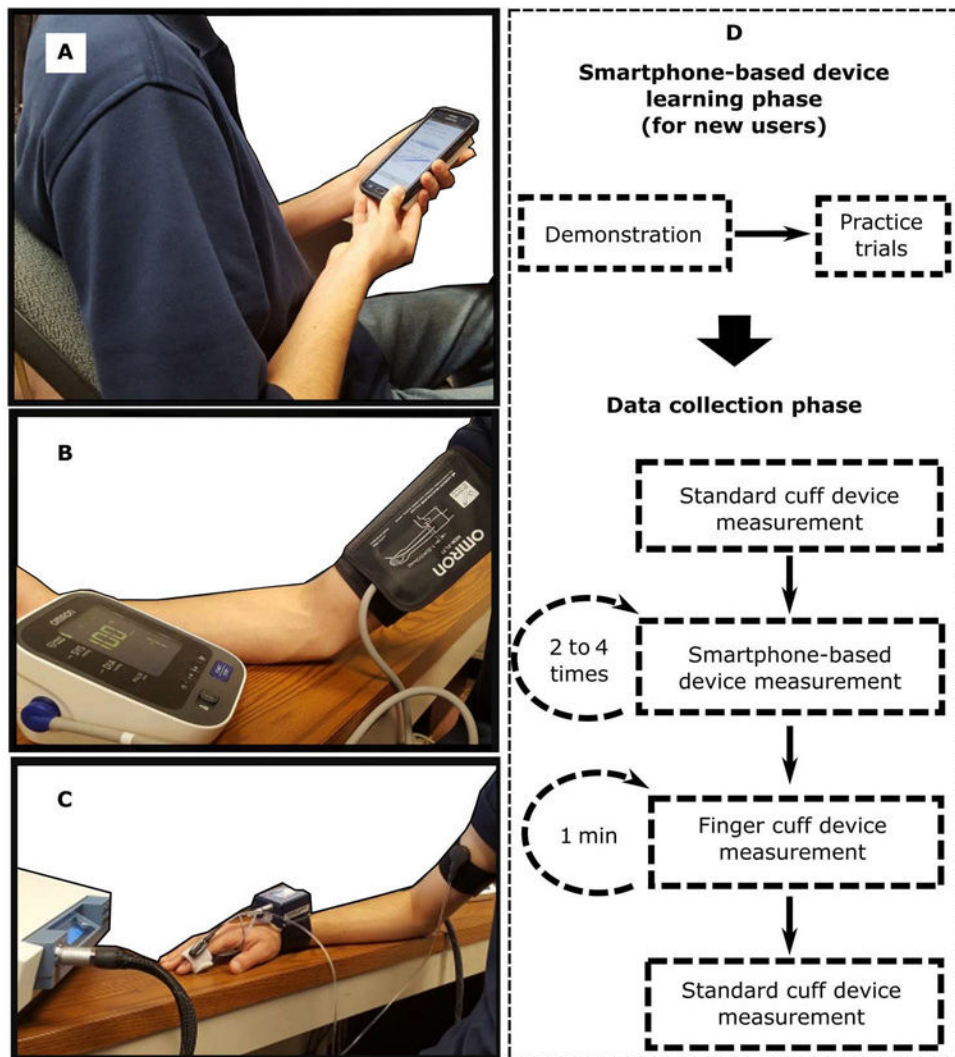 A
B
OMRON
OMRON
C
D
Smartphone-based device
learning phase
(for new users)
Demonstration
Practice
trials
Data collection phase
Standard cuff device
measurement
2 to 4
times
Smartphone-based
device measurement
1 min
Finger cuff device
measurement
Standard cuff device
measurement